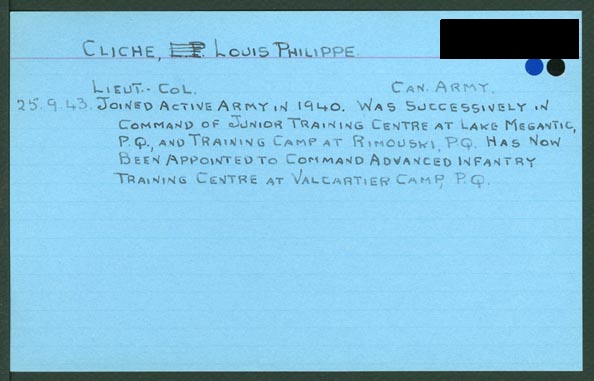 CLICHE, L.P. LOUIS PHILIPPE.
LIEUT.- COL. CAN. ARMY.
25.9.43. JOINED ACTIVE ARMY IN 1940. WAS SUCCESSIVELY IN
COMMAND OF JUNIOR TRAINING CENTRE AT LAKE MEGANTIC,
P.Q., AND TRAINING CAMP AT RIMOUSKI, P.Q. HAS NOW
BEEN APPOINTED TO COMMAND ADVANCED INFANTRY
TRAINING CENTRE AT VALCARTIER CAMP, P.Q.